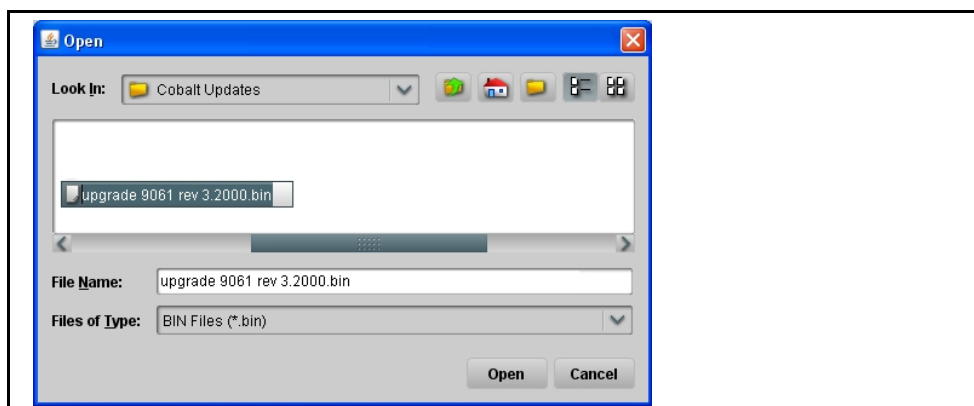 Open
Look In: Cobalt Updates
upgrade 9061 rev 3.2000.bin
File Name: upgrade 9061 rev 3.2000.bin
Files of Type: BIN Files (*.bin)
Open Cancel